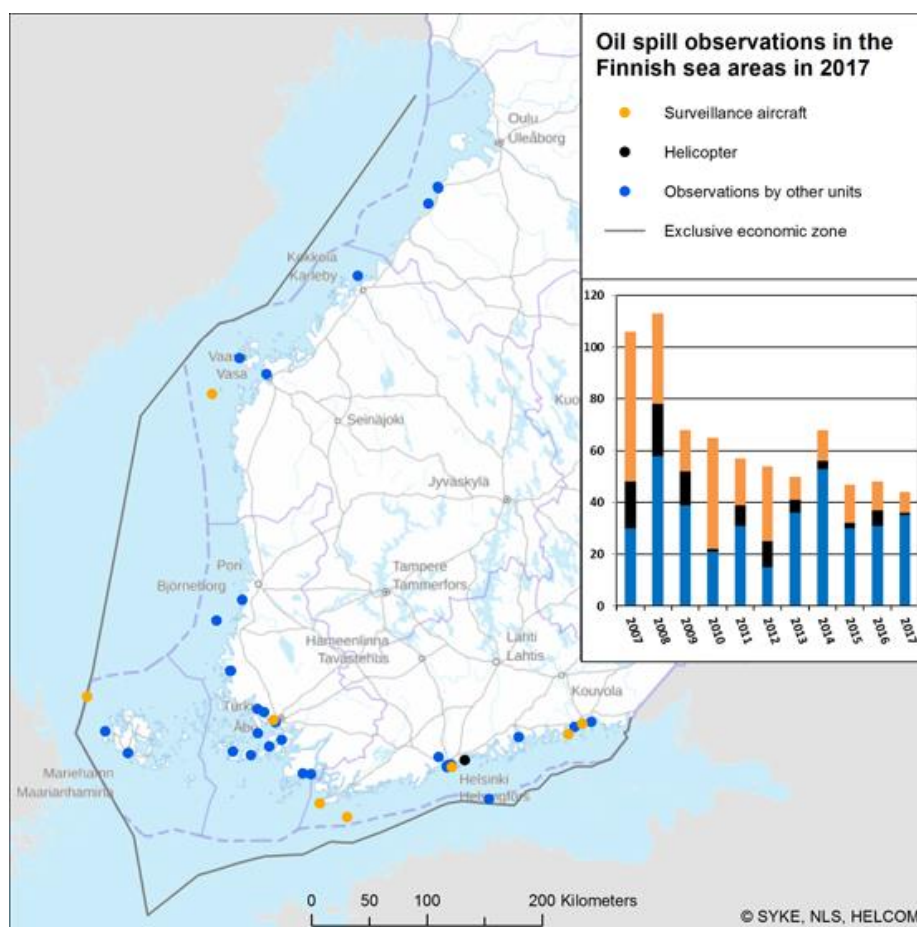 Oil spill observations in the
Finnish sea areas in 2017
Surveillance aircraft
Helicopter
Observations by other units
Exclusive economic zone
Oulu
Uleåborg
Kokkola
Karleby
Vaasa
Vasa
Seinäjoki
Kuo
Jyväskylä
Pori
Björneborg
Tampere
Tammerfors
Hämeenlinna
Tavastehus
Lahti
Lahtis
Kouvola
Turku
Åbo
Mariehamn
Maarianhamina
Helsinki
Helsingfors
120
100
80
60
40
20
0
2007 2008 2009 2010 2011 2012 2013 2014 2015 2016 2017
0 50 100 200 Kilometers
© SYKE, NLS, HELCOM